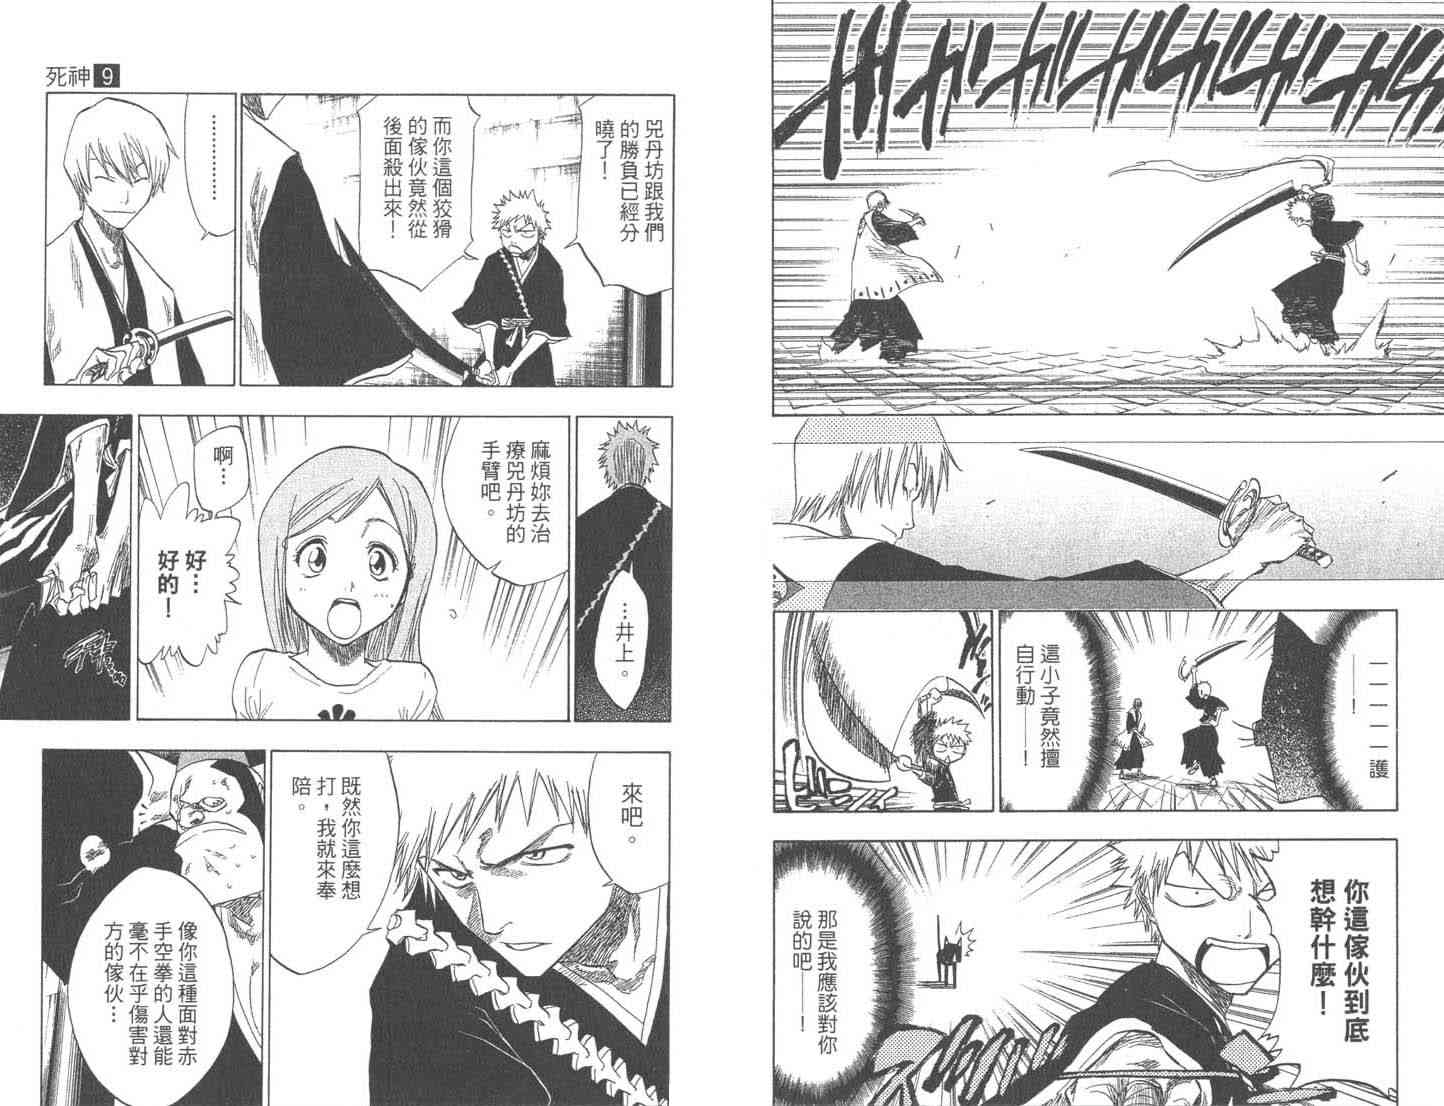 一一一一護
——！
這小子竟然擅
自行動——！
你這傢伙到底
想幹什麼！
那是我應該對你
說的吧——！
死神 9
兕丹坊跟我們
的勝負已經分
曉了！
而你這個狡猾
的傢伙竟然從
後面殺出來！
…………
…井上。
麻煩妳去治
療兕丹坊的
手臂吧。
啊…
好…
好的！
來吧。
既然你這麼想
打，我就來奉
陪。
像你這種面對赤
手空拳的人還能
毫不在乎傷害對
方的傢伙…